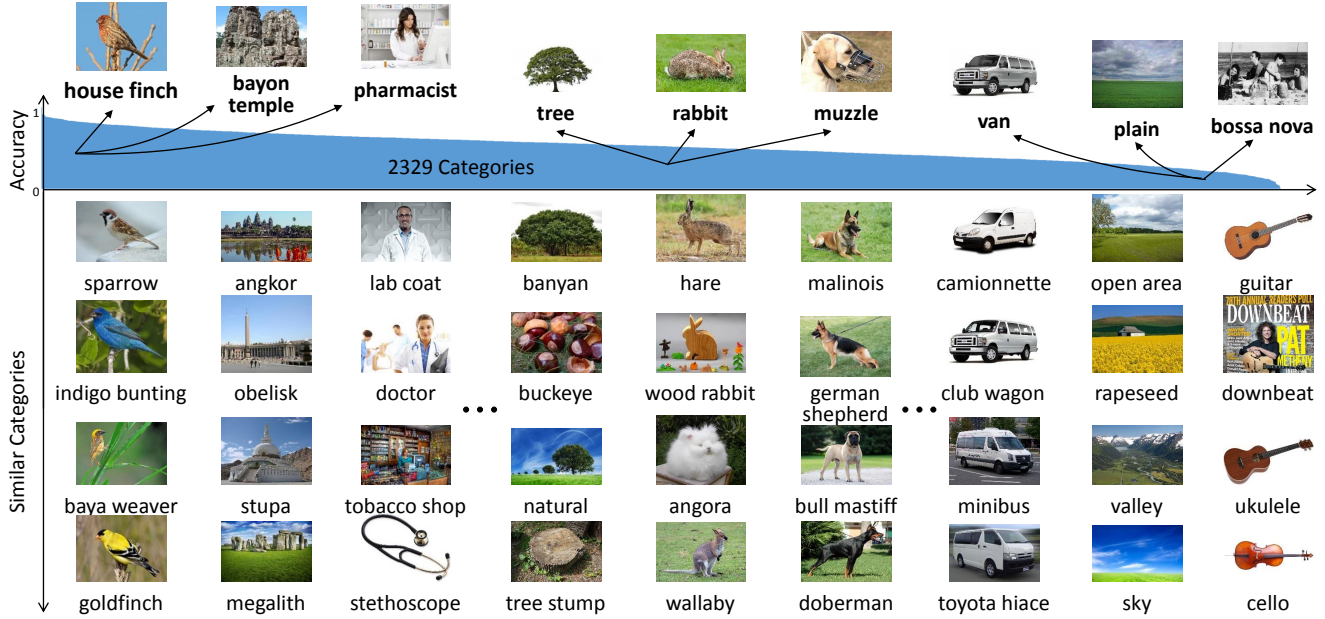 house finch
bayon
temple
pharmacist
tree
rabbit
muzzle
van
plain
bossa nova
Accuracy
1
0
2329 Categories
Similar Categories
sparrow
angkor
lab coat
banyan
hare
malinois
camionnette
open area
guitar
DOWNBEAT
PAT
METHENY
indigo bunting
obelisk
doctor
buckeye
wood rabbit
german
shepherd
club wagon
rapeseed
downbeat
baya weaver
stupa
tobacco shop
natural
angora
bull mastiff
minibus
valley
ukulele
goldfinch
megalith
stethoscope
tree stump
wallaby
doberman
toyota hiace
sky
cello